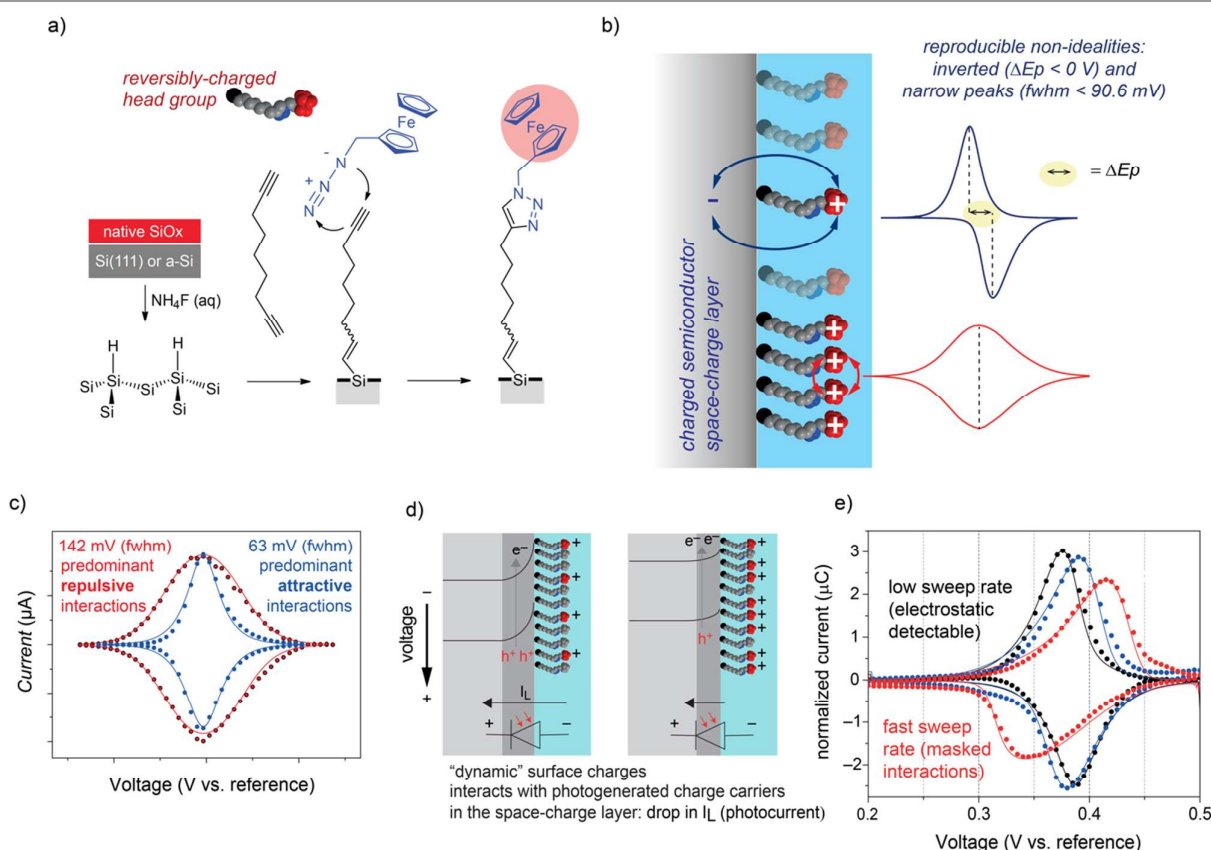 a)
reversibly-charged
head group
Fe
N
-
+
N
N
native SiOx
Si(111) or a-Si
NH₄F (aq)
H H
Si Si Si Si Si
Si Si
Si
Fe
N
N
N
Si
b)
reproducible non-idealities:
inverted (ΔEp < 0 V) and
narrow peaks (fwhm < 90.6 mV)
= ΔEp
-
+
+
+
+
+
charged semiconductor
space-charge layer
c)
142 mV (fwhm)
predominant
repulsive
interactions
63 mV (fwhm)
predominant
attractive
interactions
Current (µA)
Voltage (V vs. reference)
d)
voltage
-
+
e⁻
h⁺ h⁺
I_L
+ -
+
+
+
+
e⁻ e⁻
h⁺
I_L
+ -
+
+
+
+
+
+
+
+
"dynamic" surface charges
interacts with photogenerated charge carriers
in the space-charge layer: drop in I_L (photocurrent)
e)
normalized current (µC)
3
2
1
0
-1
-2
low sweep rate
(electrostatic
detectable)
fast sweep
rate (masked
interactions)
0.2 0.3 0.4 0.5
Voltage (V vs. reference)